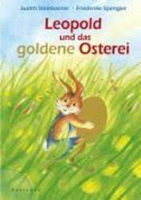 Judith Steinbacher / Friederike Spengler
Leopold
und das
goldene Osterei